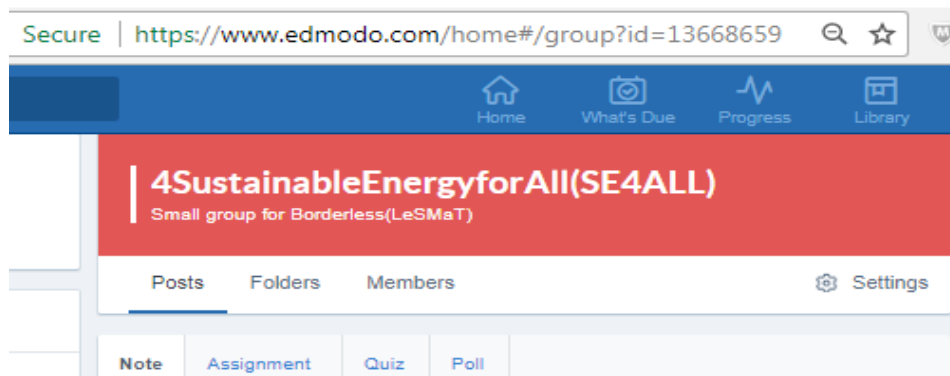 Secure | https://www.edmodo.com/home#/group?id=13668659
Home What's Due Progress Library
4SustainableEnergyforAll(SE4ALL)
Small group for Borderless(LeSMaT)
Posts Folders Members Settings
Note Assignment Quiz Poll